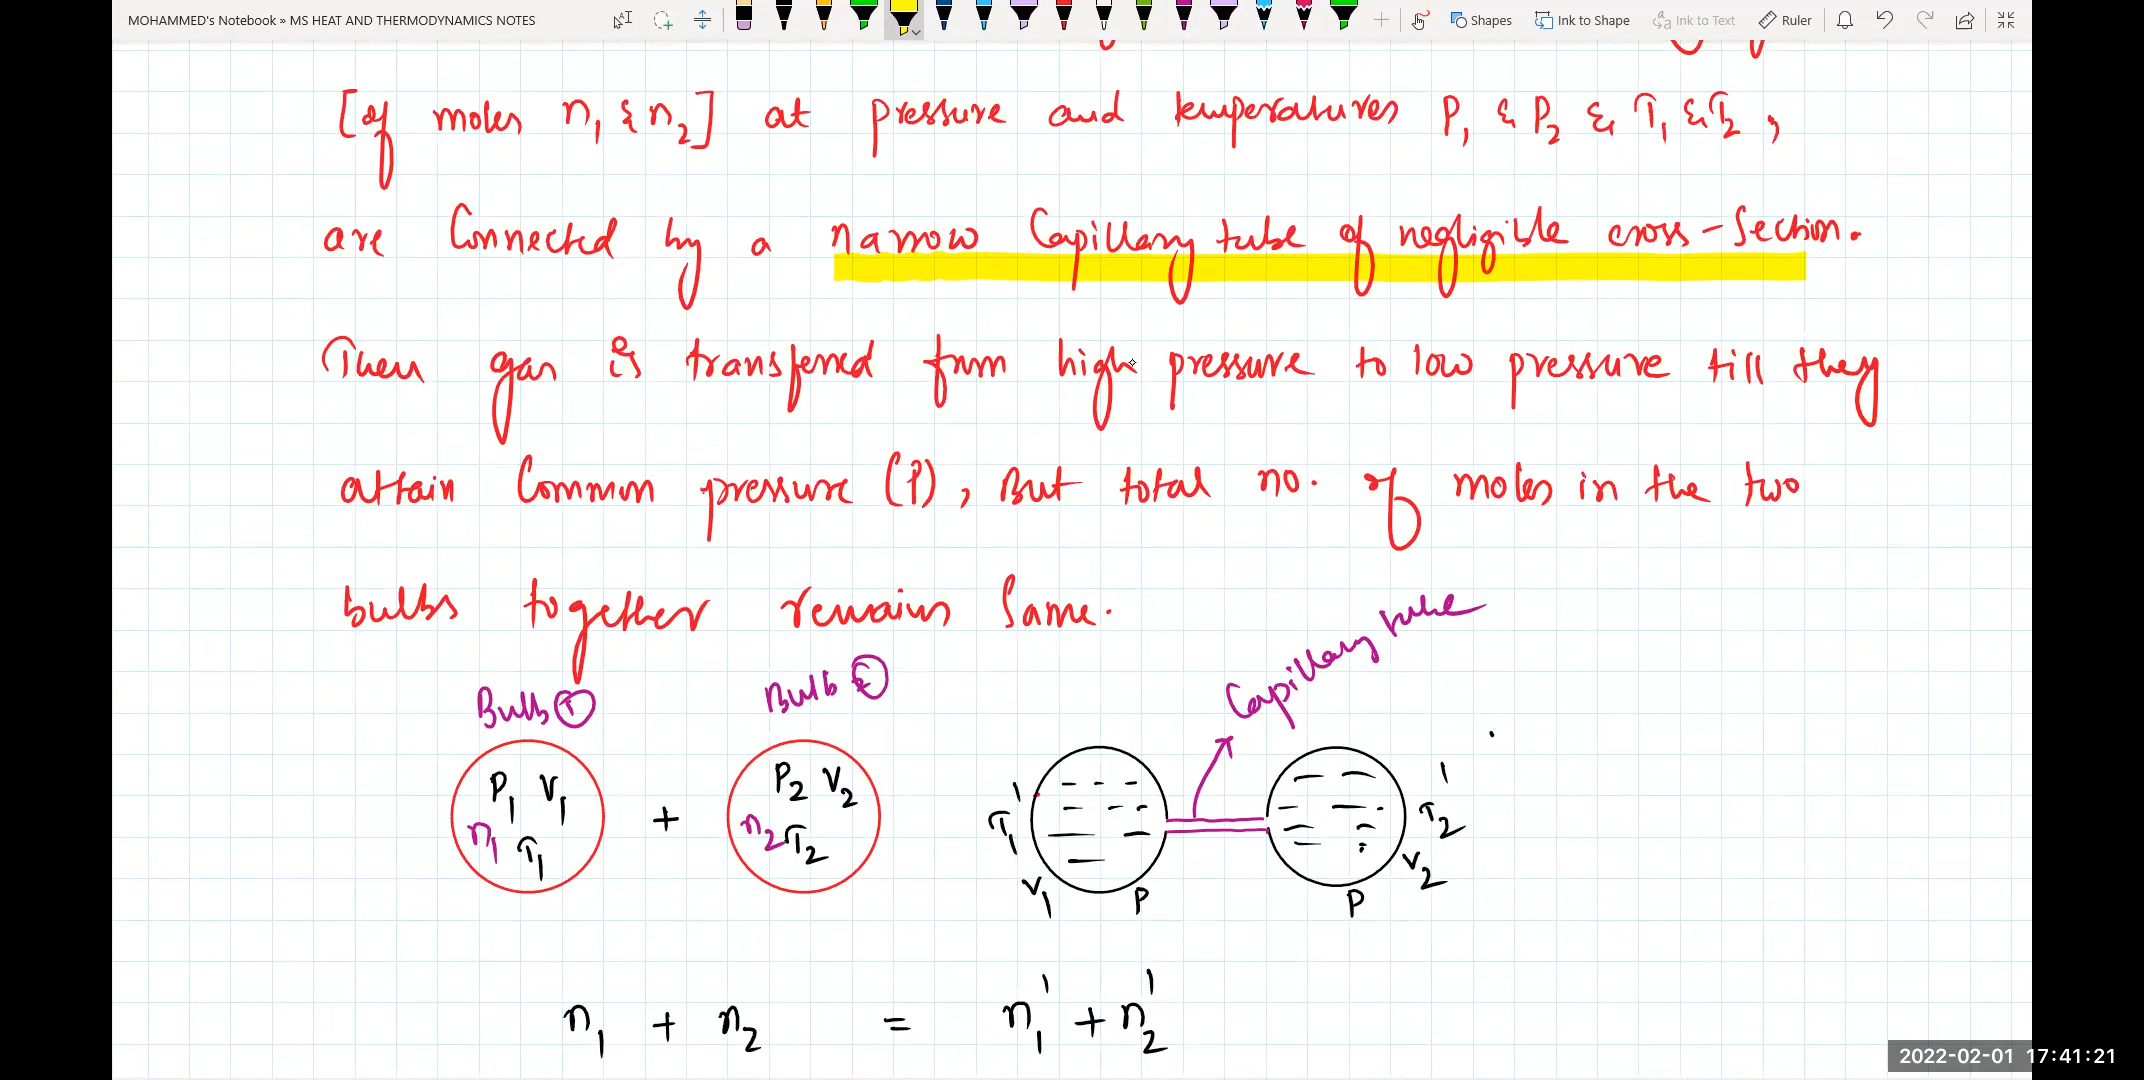 MOHAMMED's Notebook » MS HEAT AND THERMODYNAMICS NOTES
Shapes Ink to Shape Ink to Text Ruler
[of moles n₁ & n₂] at pressure and temperatures P₁ & P₂ & T₁ & T₂ ,
are Connected by a narrow Capillary tube of negligible cross-Section.
Then gas is transferred from high pressure to low pressure till they
attain Common pressure (P), But total no. of moles in the two
bulbs together remains Same.
Capillary tube
Bulb ① Bulb ②
P₁ V₁ n₁ T₁ + P₂ V₂ n₂ T₂
T₁' V₁ P T₂' V₂ P
n₁ + n₂ = n₁' + n₂'
2022-02-01 17:41:21